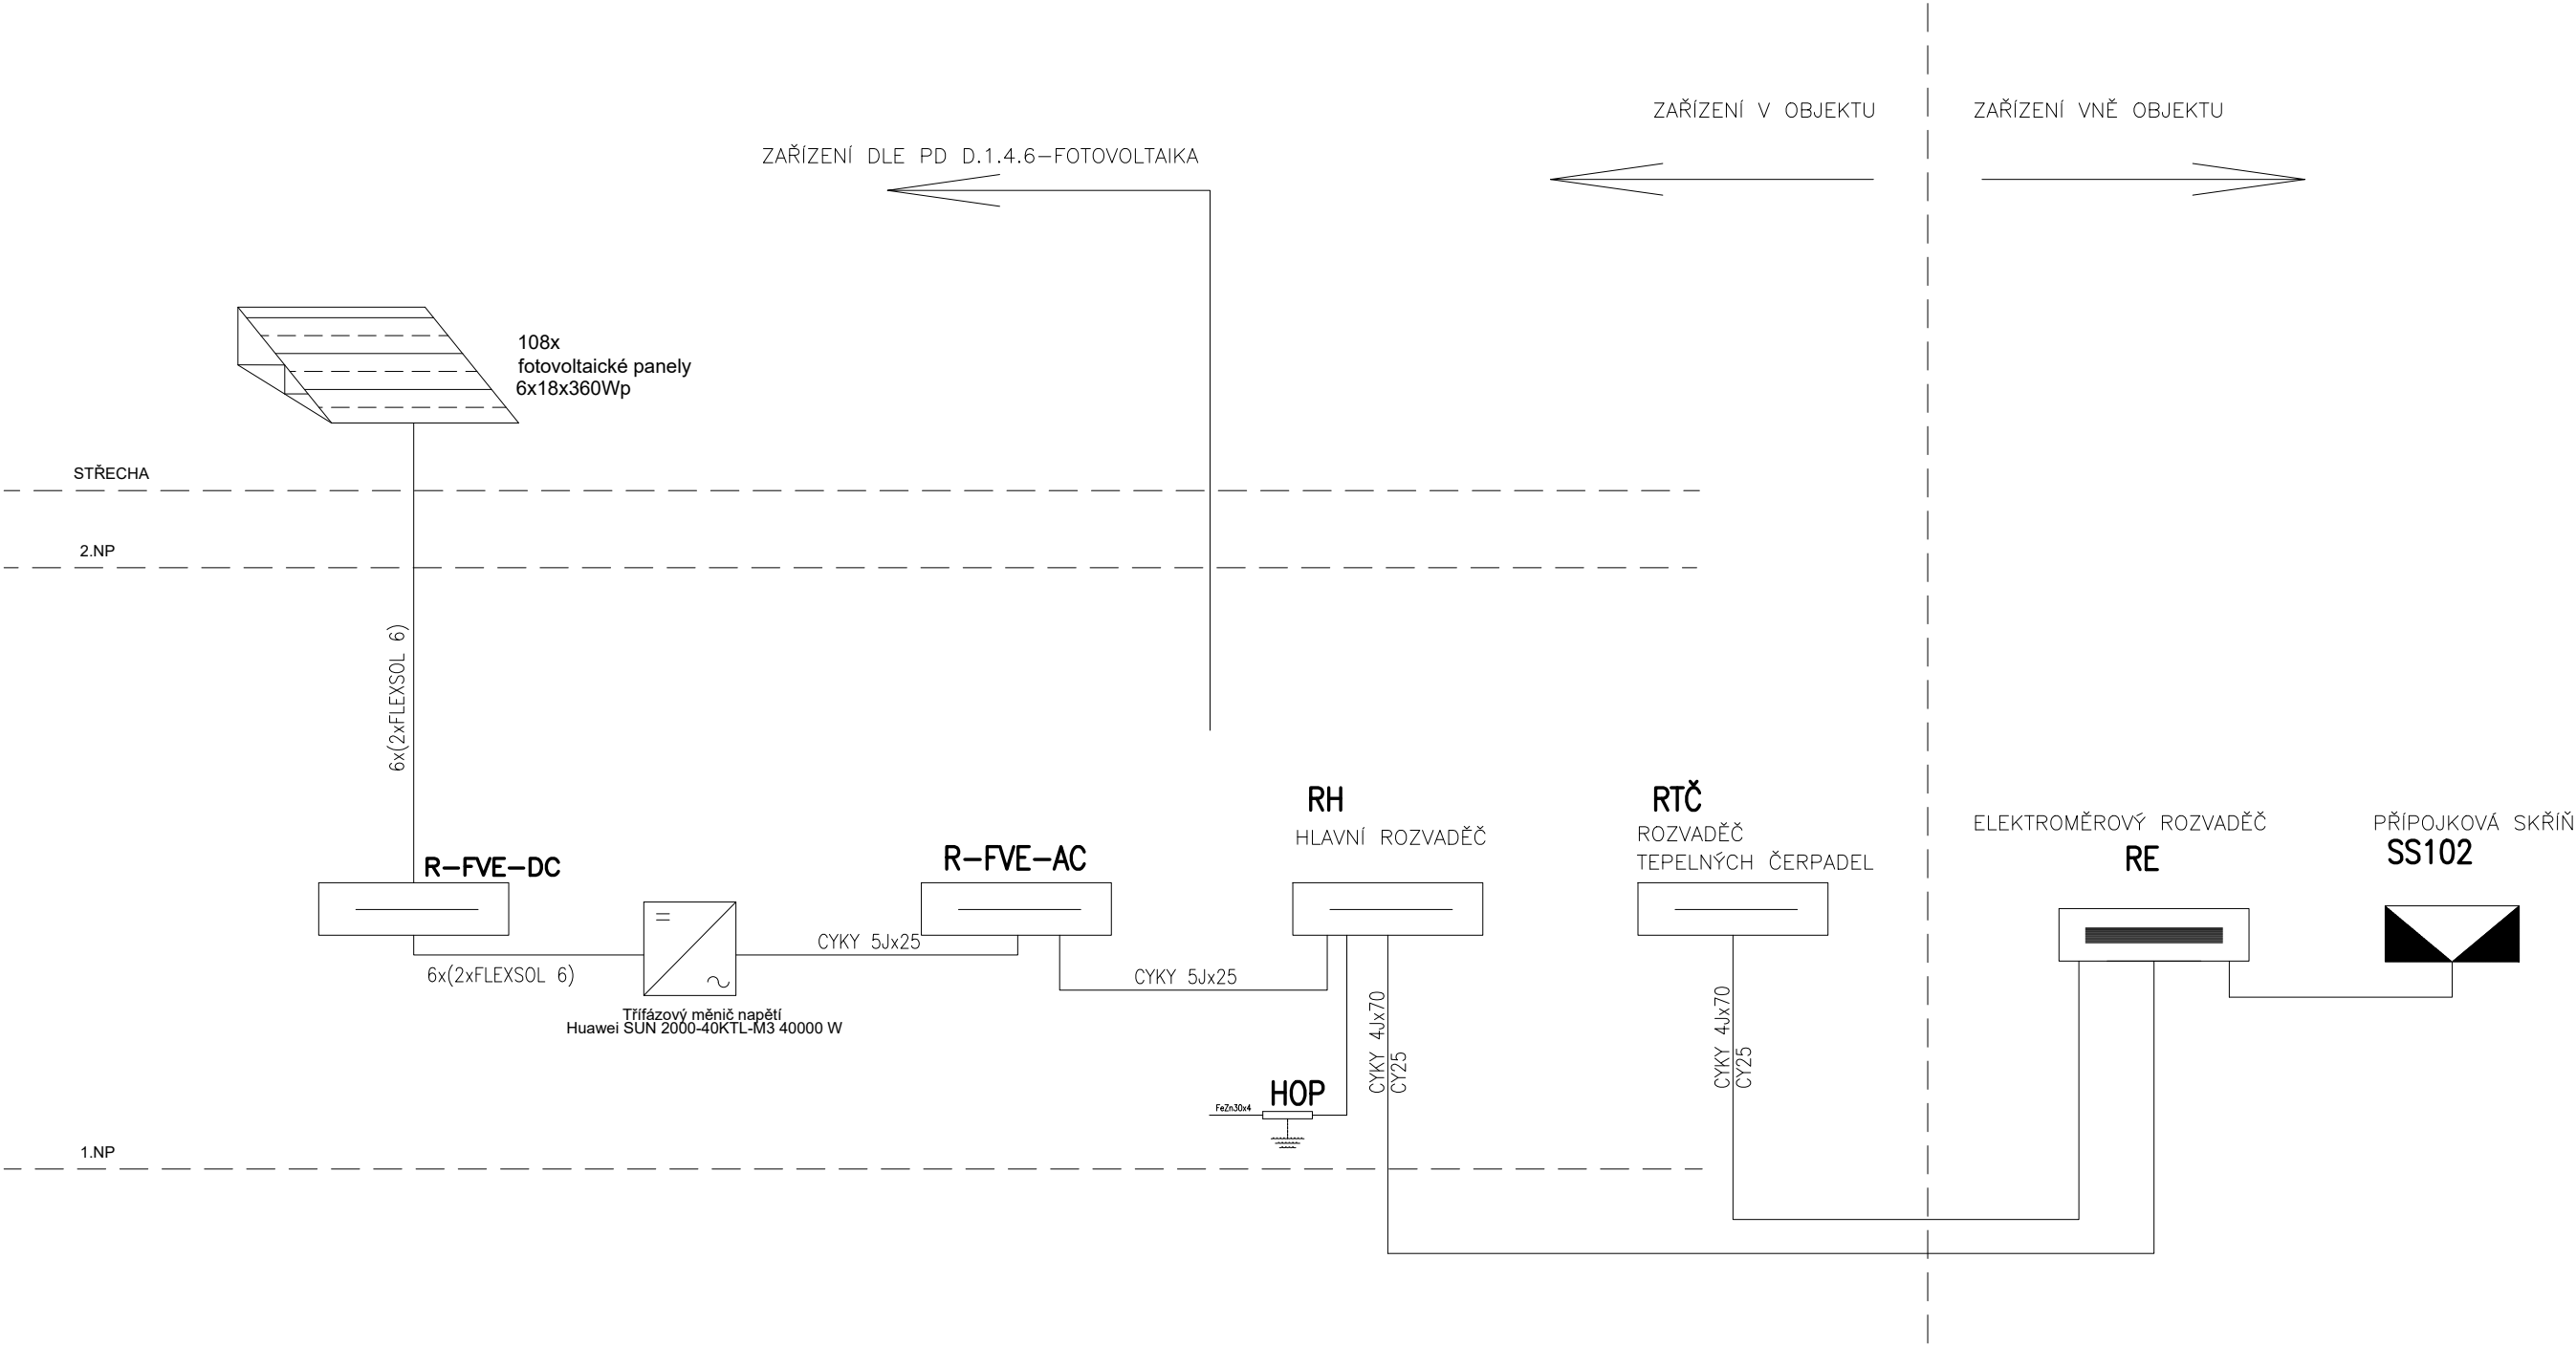 ZAŘÍZENÍ V OBJEKTU
ZAŘÍZENÍ VNĚ OBJEKTU
ZAŘÍZENÍ DLE PD D.1.4.6-FOTOVOLTAIKA
108x
fotovoltaické panely
6x18x360Wp
STŘECHA
2.NP
6x(2xFLEXSOL 6)
R-FVE-DC
R-FVE-AC
RH
HLAVNÍ ROZVADĚČ
RTČ
ROZVADĚČ
TEPELNÝCH ČERPADEL
ELEKTROMĚROVÝ ROZVADĚČ
RE
PŘÍPOJKOVÁ SKŘÍŇ
SS102
6x(2xFLEXSOL 6)
CYKY 5Jx25
CYKY 5Jx25
Třífázový měnič napětí
Huawei SUN 2000-40KTL-M3 40000 W
CYKY 4Jx70
CY25
CYKY 4Jx70
CY25
HOP
FeZn30x4
1.NP